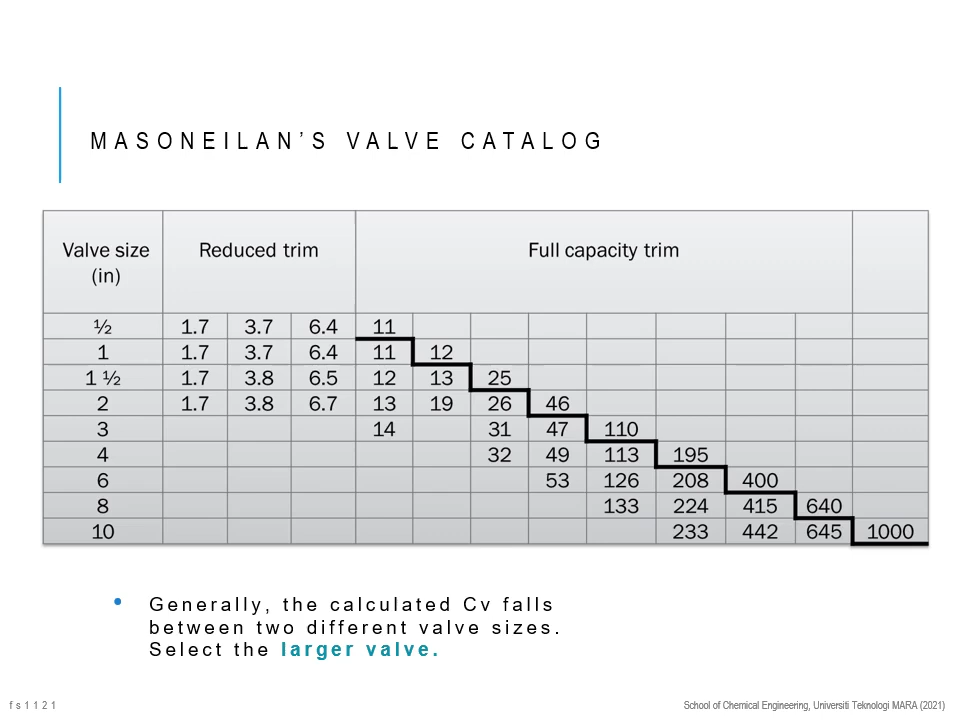 MASONEILAN’S VALVE CATALOG
Valve size (in) Reduced trim Full capacity trim
½ 1.7 3.7 6.4 11
1 1.7 3.7 6.4 11 12
1 ½ 1.7 3.8 6.5 12 13 25
2 1.7 3.8 6.7 13 19 26 46
3 14 31 47 110
4 32 49 113 195
6 53 126 208 400
8 133 224 415 640
10 233 442 645 1000
• Generally, the calculated Cv falls
between two different valve sizes.
Select the larger valve.
fs1121
School of Chemical Engineering, Universiti Teknologi MARA (2021)